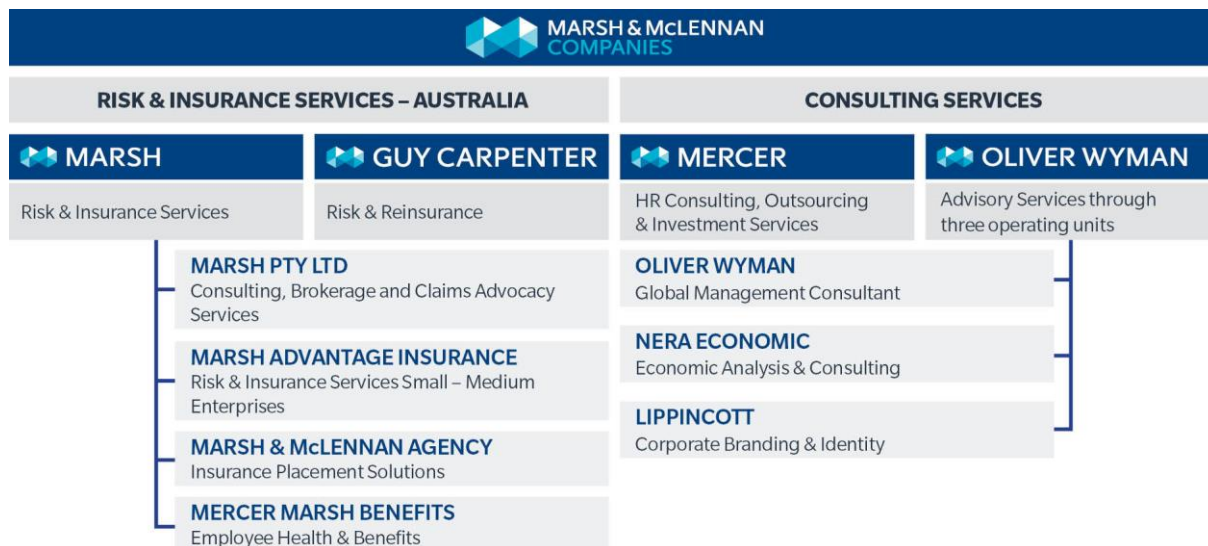 MARSH & McLENNAN
COMPANIES
RISK & INSURANCE SERVICES – AUSTRALIA
CONSULTING SERVICES
MARSH
GUY CARPENTER
MERCER
OLIVER WYMAN
Risk & Insurance Services
Risk & Reinsurance
HR Consulting, Outsourcing
& Investment Services
Advisory Services through
three operating units
MARSH PTY LTD
Consulting, Brokerage and Claims Advocacy
Services
MARSH ADVANTAGE INSURANCE
Risk & Insurance Services Small – Medium
Enterprises
MARSH & McLENNAN AGENCY
Insurance Placement Solutions
MERCER MARSH BENEFITS
Employee Health & Benefits
OLIVER WYMAN
Global Management Consultant
NERA ECONOMIC
Economic Analysis & Consulting
LIPPINCOTT
Corporate Branding & Identity